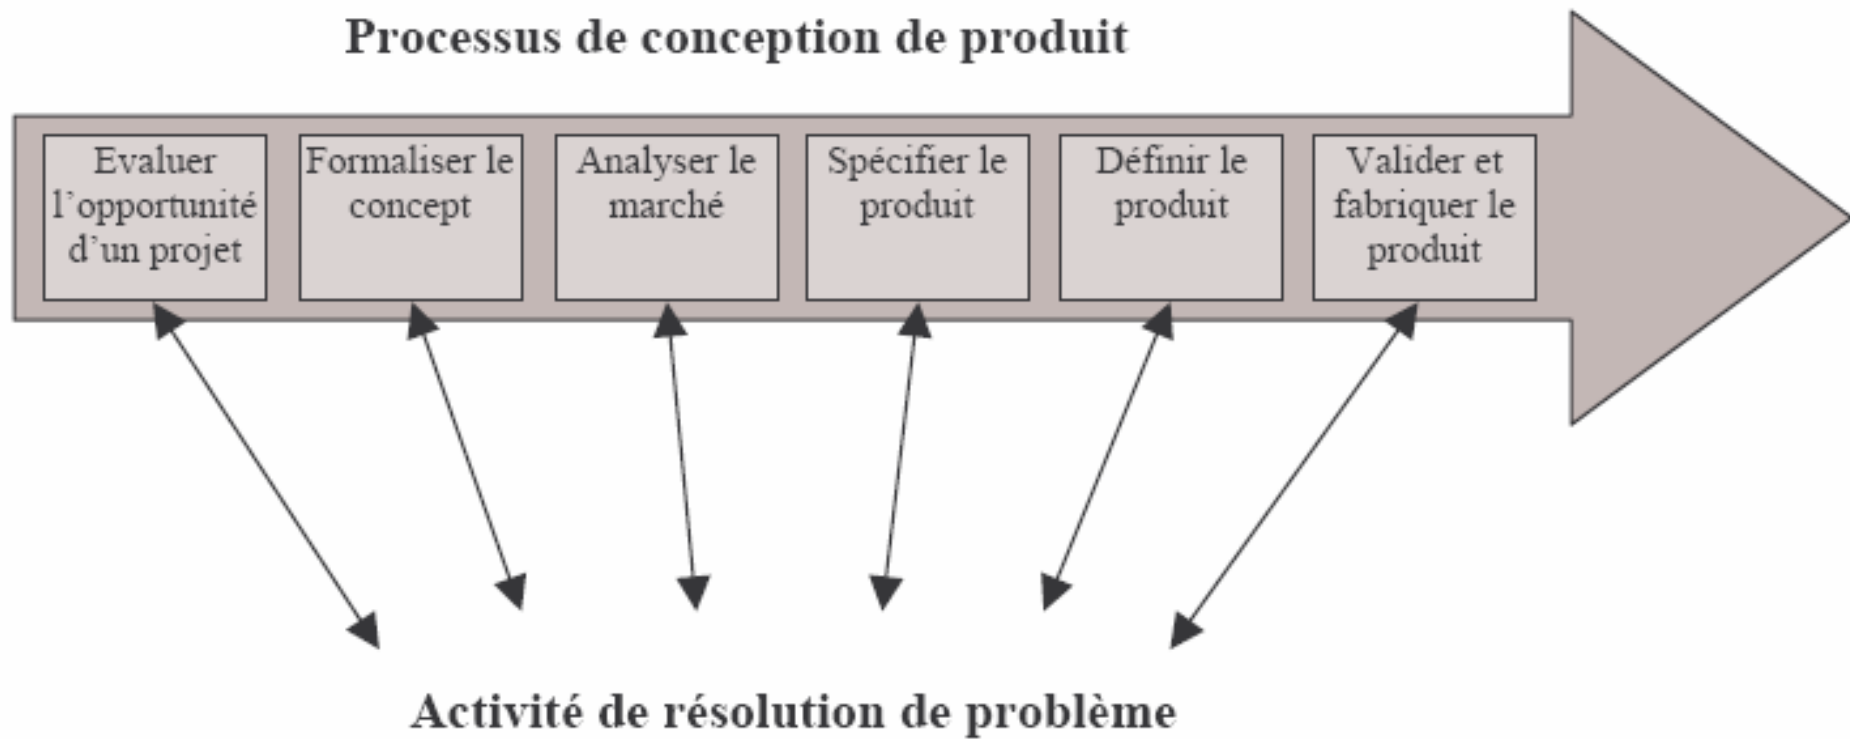 Processus de conception de produit
Evaluer
l’opportunité
d’un projet
Formaliser le
concept
Analyser le
marché
Spécifier le
produit
Définir le
produit
Valider et
fabriquer le
produit
Activité de résolution de problème